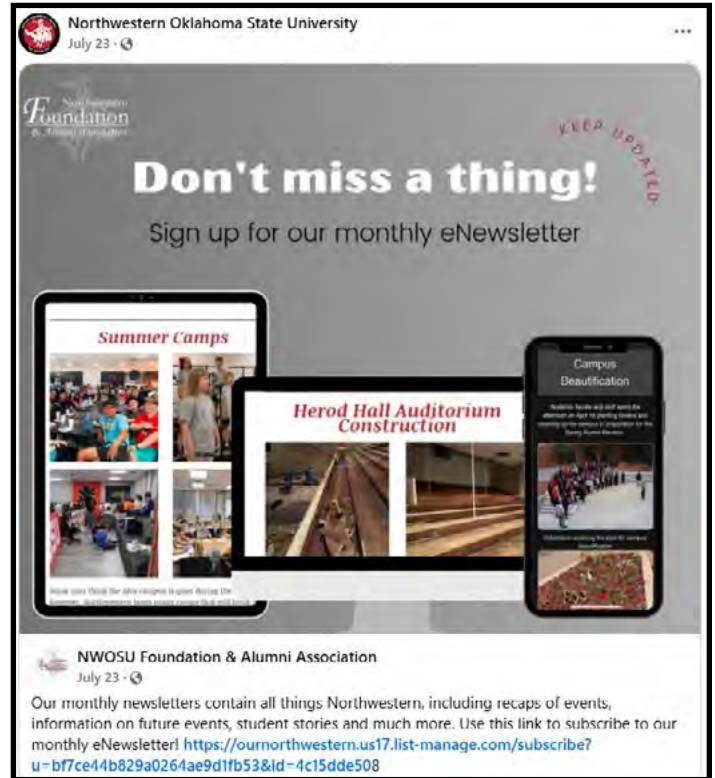 Northwestern Oklahoma State University
July 23 ·
Northwestern
Foundation
& Alumni Association
KEEP UPDATED
Don't miss a thing!
Sign up for our monthly eNewsletter
Summer Camps
Herod Hall Auditorium
Construction
Campus
Beautification
NWOSU Foundation & Alumni Association
July 23 ·
Our monthly newsletters contain all things Northwestern, including recaps of events,
information on future events, student stories and much more. Use this link to subscribe to our
monthly eNewsletter! https://ournorthwestern.us17.list-manage.com/subscribe?
u=bf7ce44b829a0264ae9d1fb53&id=4c15dde508